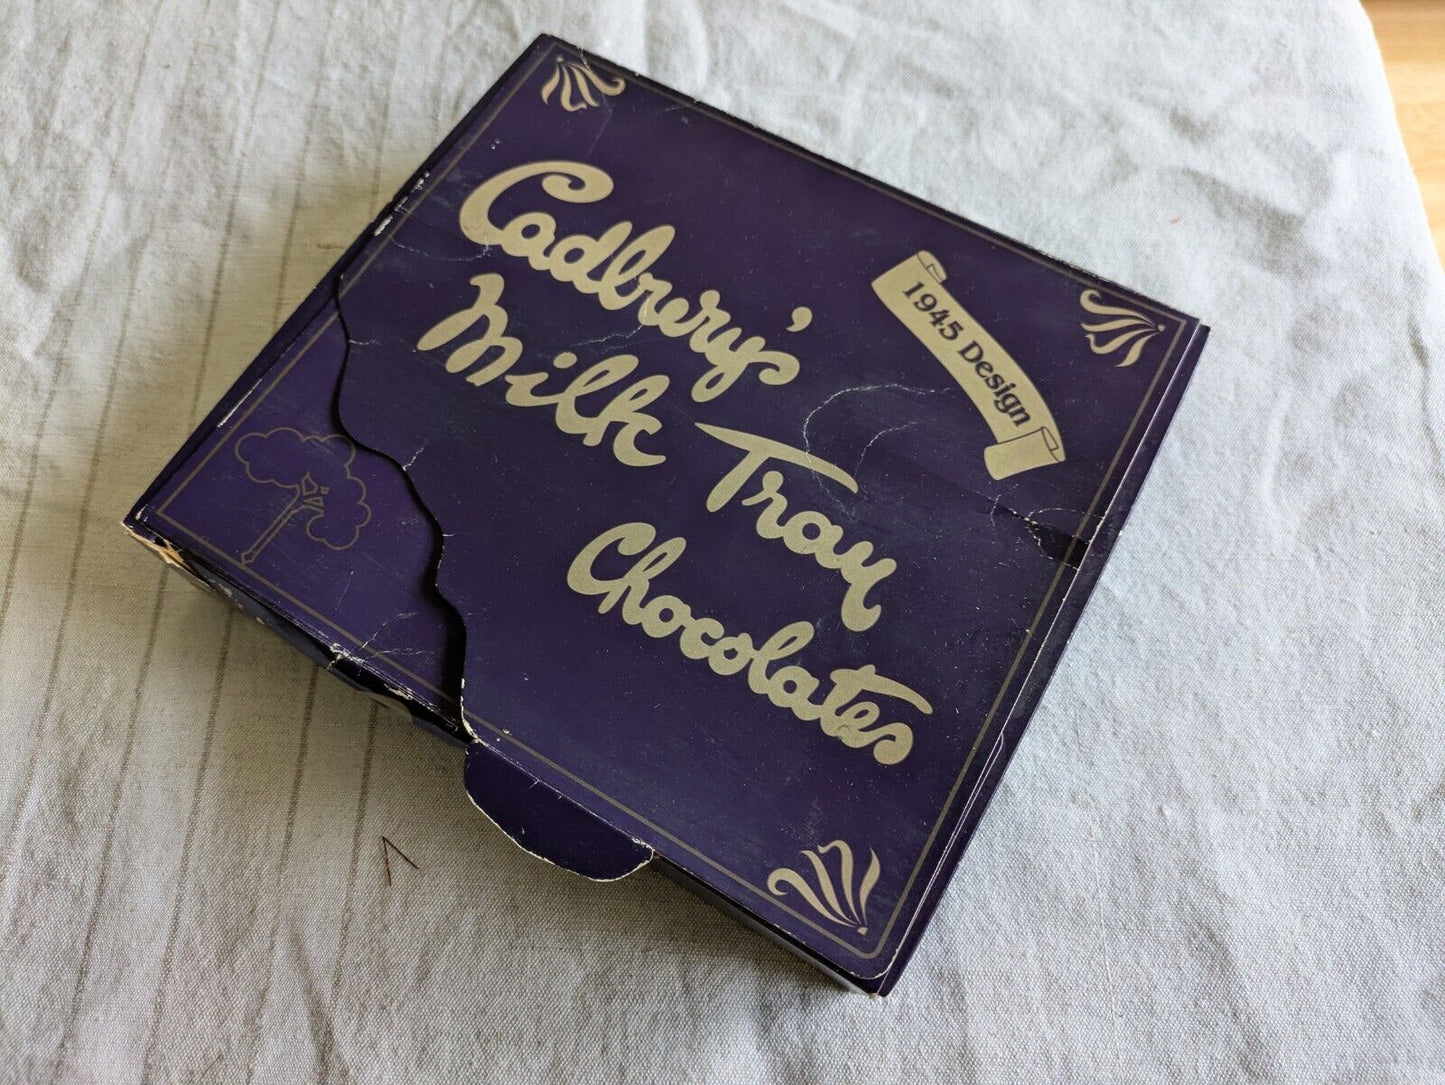 Cadbury's
Milk Tray
Chocolates
1945 Design